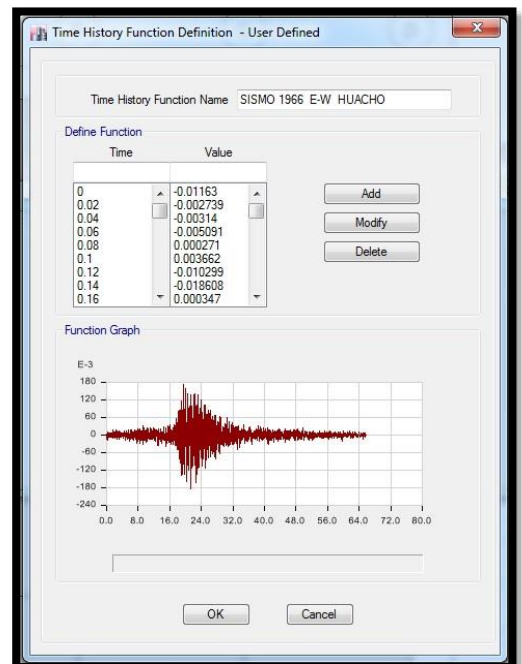 Time History Function Definition - User Defined
Time History Function Name SISMO 1966 E-W HUACHO
Define Function
Time Value
0 -0.01163
0.02 -0.002739
0.04 -0.00314
0.06 -0.005091
0.08 0.000271
0.1 0.003662
0.12 -0.010299
0.14 -0.018608
0.16 0.000347
Add
Modify
Delete
Function Graph
E-3
180
120
60
0
-60
-120
-180
-240
0.0 8.0 16.0 24.0 32.0 40.0 48.0 56.0 64.0 72.0 80.0
OK Cancel